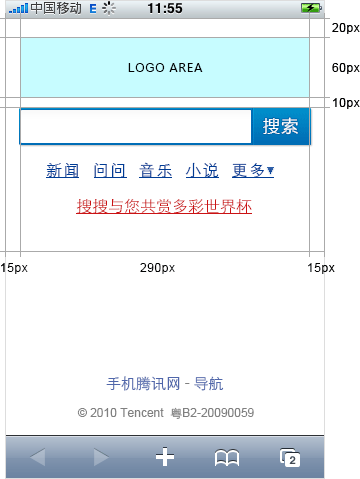 中国移动 E 11:55
20px
LOGO AREA
60px
10px
搜索
新闻 问问 音乐 小说 更多▾
搜搜与您共赏多彩世界杯
15px 290px 15px
手机腾讯网 - 导航
© 2010 Tencent 粤B2-20090059
2